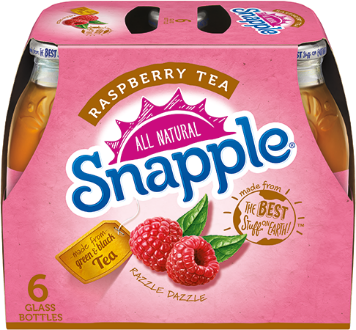 RASPBERRY TEA
ALL NATURAL
Snapple®
made from
THE BEST
Stuff ON EARTH!™
made from
green & black
Tea
RAZZLE DAZZLE
6
GLASS
BOTTLES